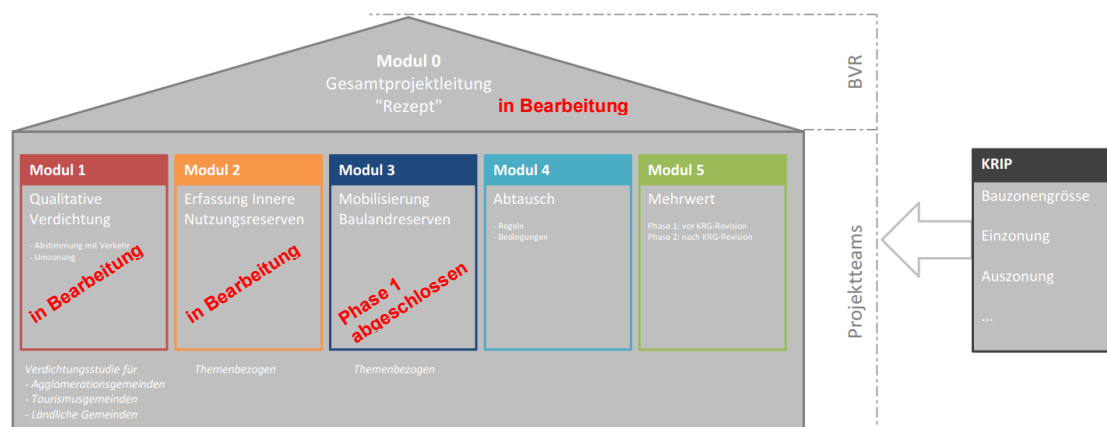 Modul 0
Gesamtprojektleitung
"Rezept"
in Bearbeitung
BVR
Modul 1
Qualitative
Verdichtung
- Abstimmung mit Verkehr
- Umzonung
in Bearbeitung
Verdichtungsstudie für
- Agglomerationsgemeinden
- Tourismusgemeinden
- Ländliche Gemeinden
Modul 2
Erfassung Innere
Nutzungsreserven
in Bearbeitung
Themenbezogen
Modul 3
Mobilisierung
Baulandreserven
Phase 1
abgeschlossen
Themenbezogen
Modul 4
Abtausch
- Regeln
- Bedingungen
Modul 5
Mehrwert
Phase 1: vor KRG-Revision
Phase 2: nach KRG-Revision
Projektteams
KRIP
Bauzonengrösse
Einzonung
Auszonung
...